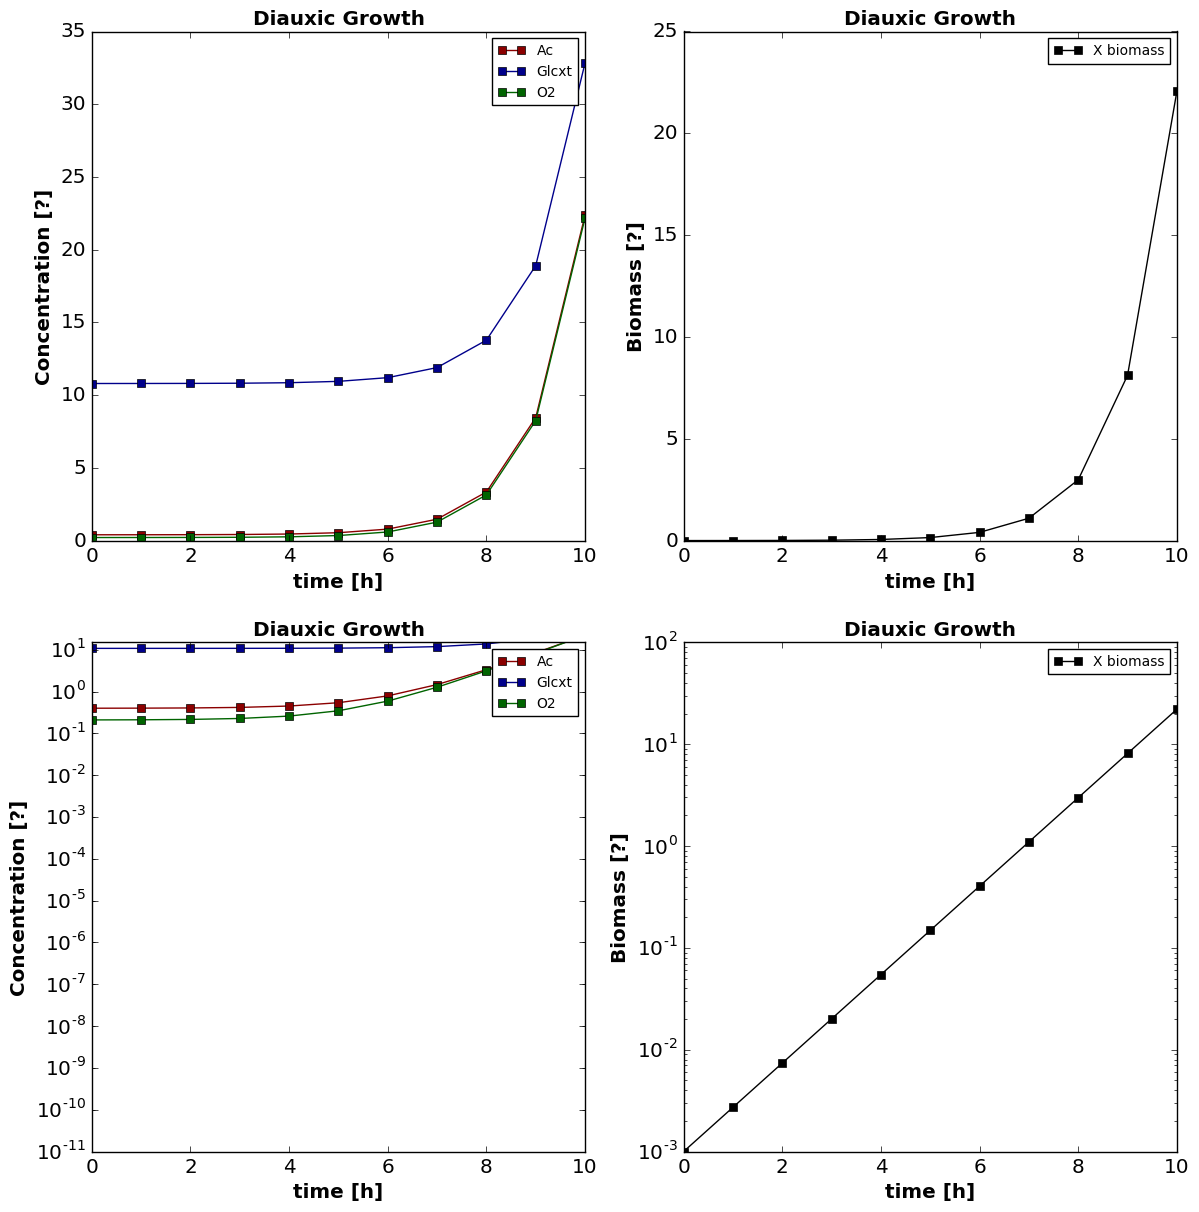 Diauxic Growth
35
30
25
20
15
10
5
0
Concentration [?]
Ac
Glcxt
O2
0 2 4 6 8 10
time [h]
Diauxic Growth
25
20
15
10
5
0
Biomass [?]
X biomass
0 2 4 6 8 10
time [h]
Diauxic Growth
10^1
10^0
10^-1
10^-2
10^-3
10^-4
10^-5
10^-6
10^-7
10^-8
10^-9
10^-10
10^-11
Concentration [?]
Ac
Glcxt
O2
0 2 4 6 8 10
time [h]
Diauxic Growth
10^2
10^1
10^0
10^-1
10^-2
10^-3
Biomass [?]
X biomass
0 2 4 6 8 10
time [h]